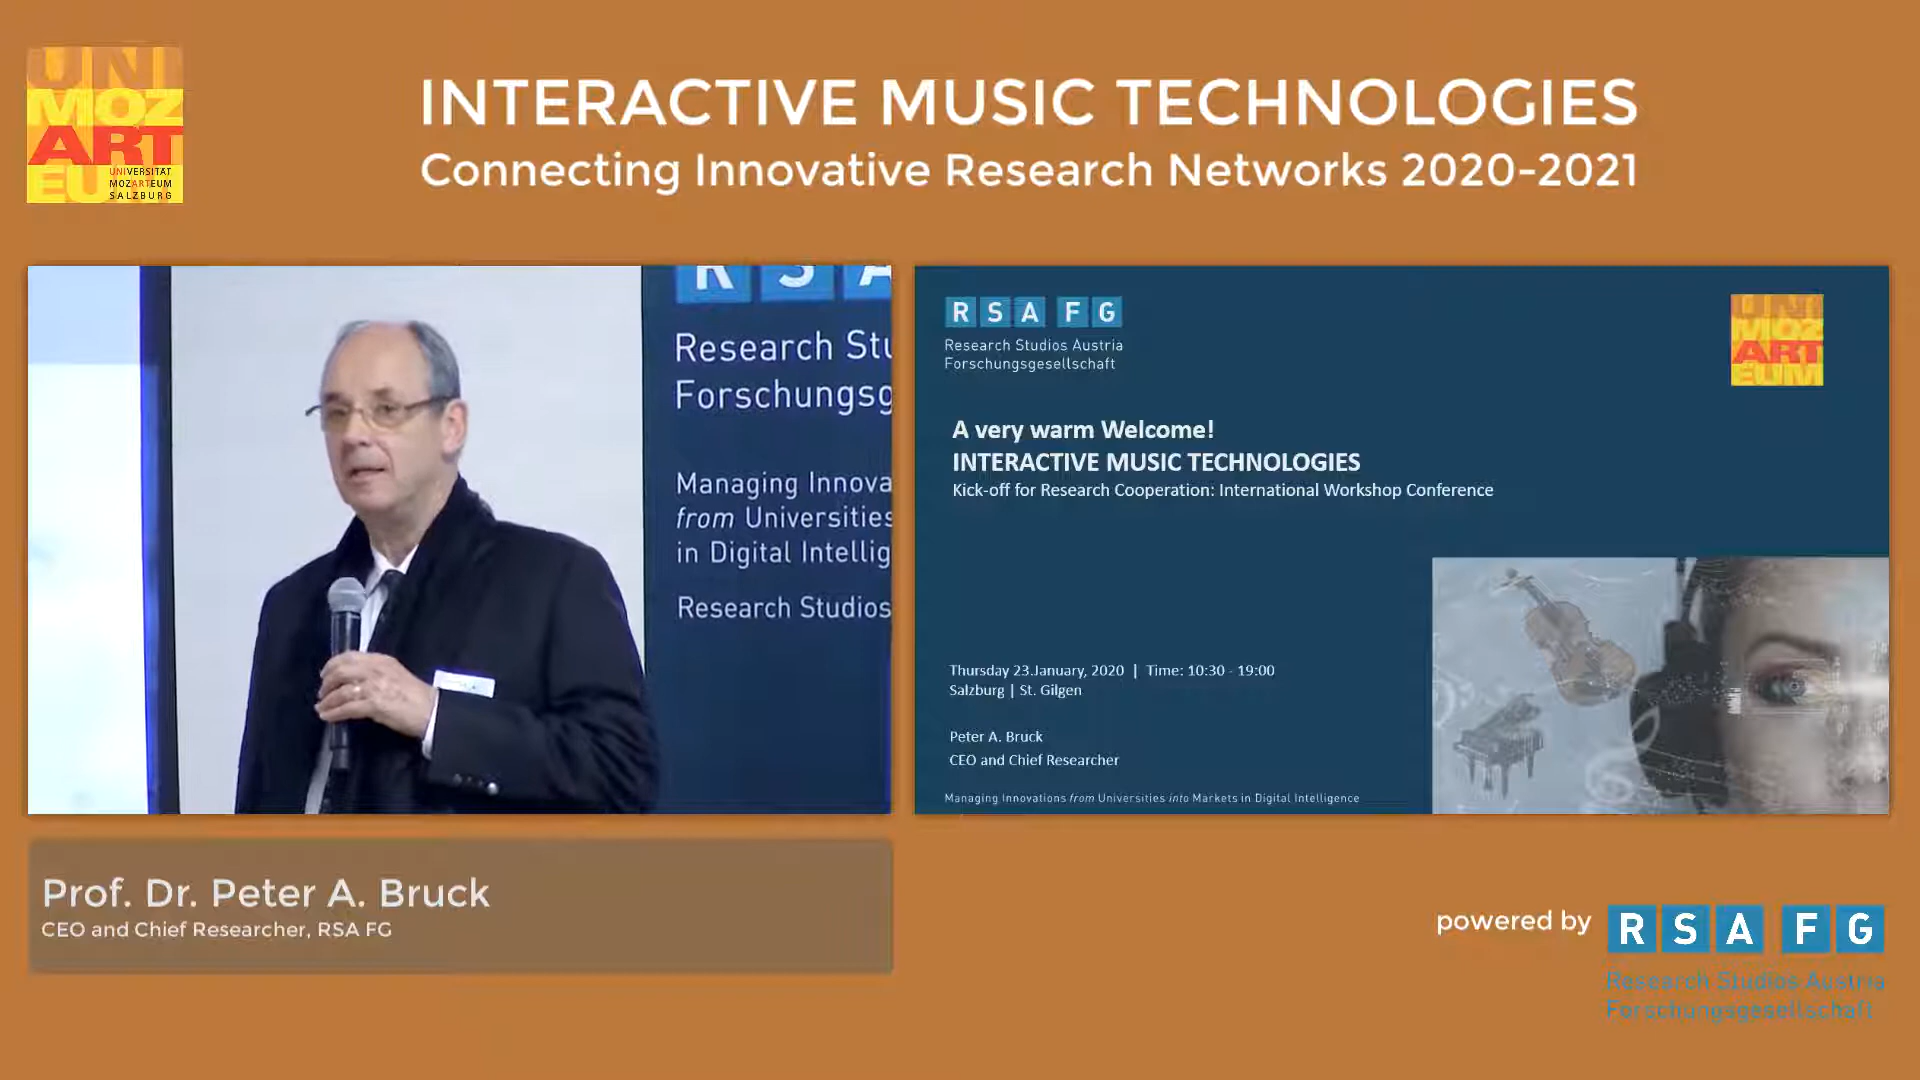 UNI
MOZ
ART
EU
UNIVERSITÄT
MOZARTEUM
SALZBURG
INTERACTIVE MUSIC TECHNOLOGIES
Connecting Innovative Research Networks 2020-2021
R S A
Research Stu
Forschungsg
Managing Innova
from Universities
in Digital Intellig
Research Studios
R S A F G
Research Studios Austria
Forschungsgesellschaft
UNI
MOZ
ART
EUM
A very warm Welcome!
INTERACTIVE MUSIC TECHNOLOGIES
Kick-off for Research Cooperation: International Workshop Conference
Thursday 23.January, 2020 | Time: 10:30 - 19:00
Salzburg | St. Gilgen
Peter A. Bruck
CEO and Chief Researcher
Managing Innovations from Universities into Markets in Digital Intelligence
Prof. Dr. Peter A. Bruck
CEO and Chief Researcher, RSA FG
powered by R S A F G
Research Studios Austria
Forschungsgesellschaft